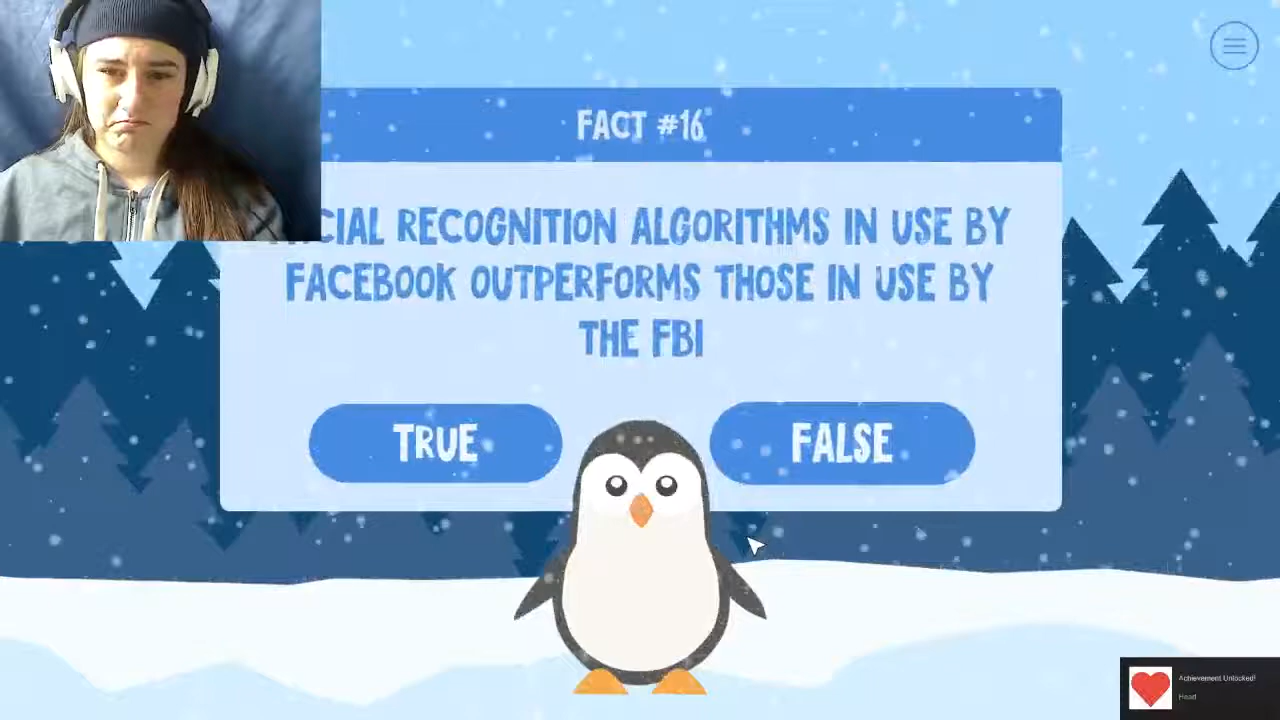 FACT #16
CIAL RECOGNITION ALGORITHMS IN USE BY
FACEBOOK OUTPERFORMS THOSE IN USE BY
THE FBI
TRUE
FALSE
Achievement Unlocked!
Head